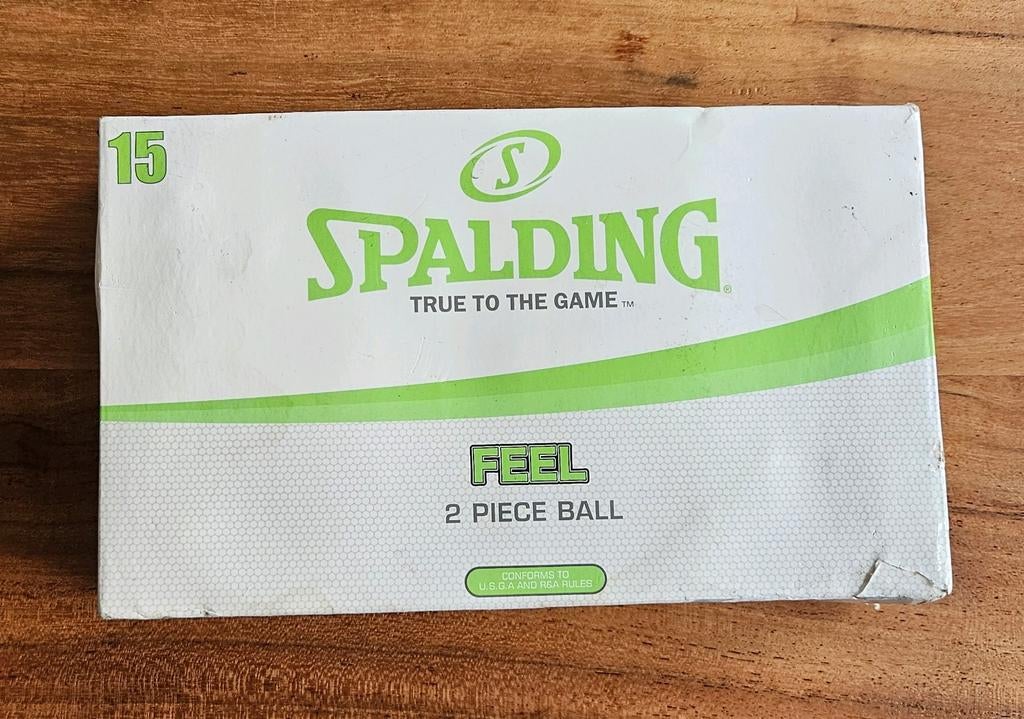 15
S
SPALDING®
TRUE TO THE GAME™
FEEL
2 PIECE BALL
CONFORMS TO
U.S.G.A AND R&A RULES